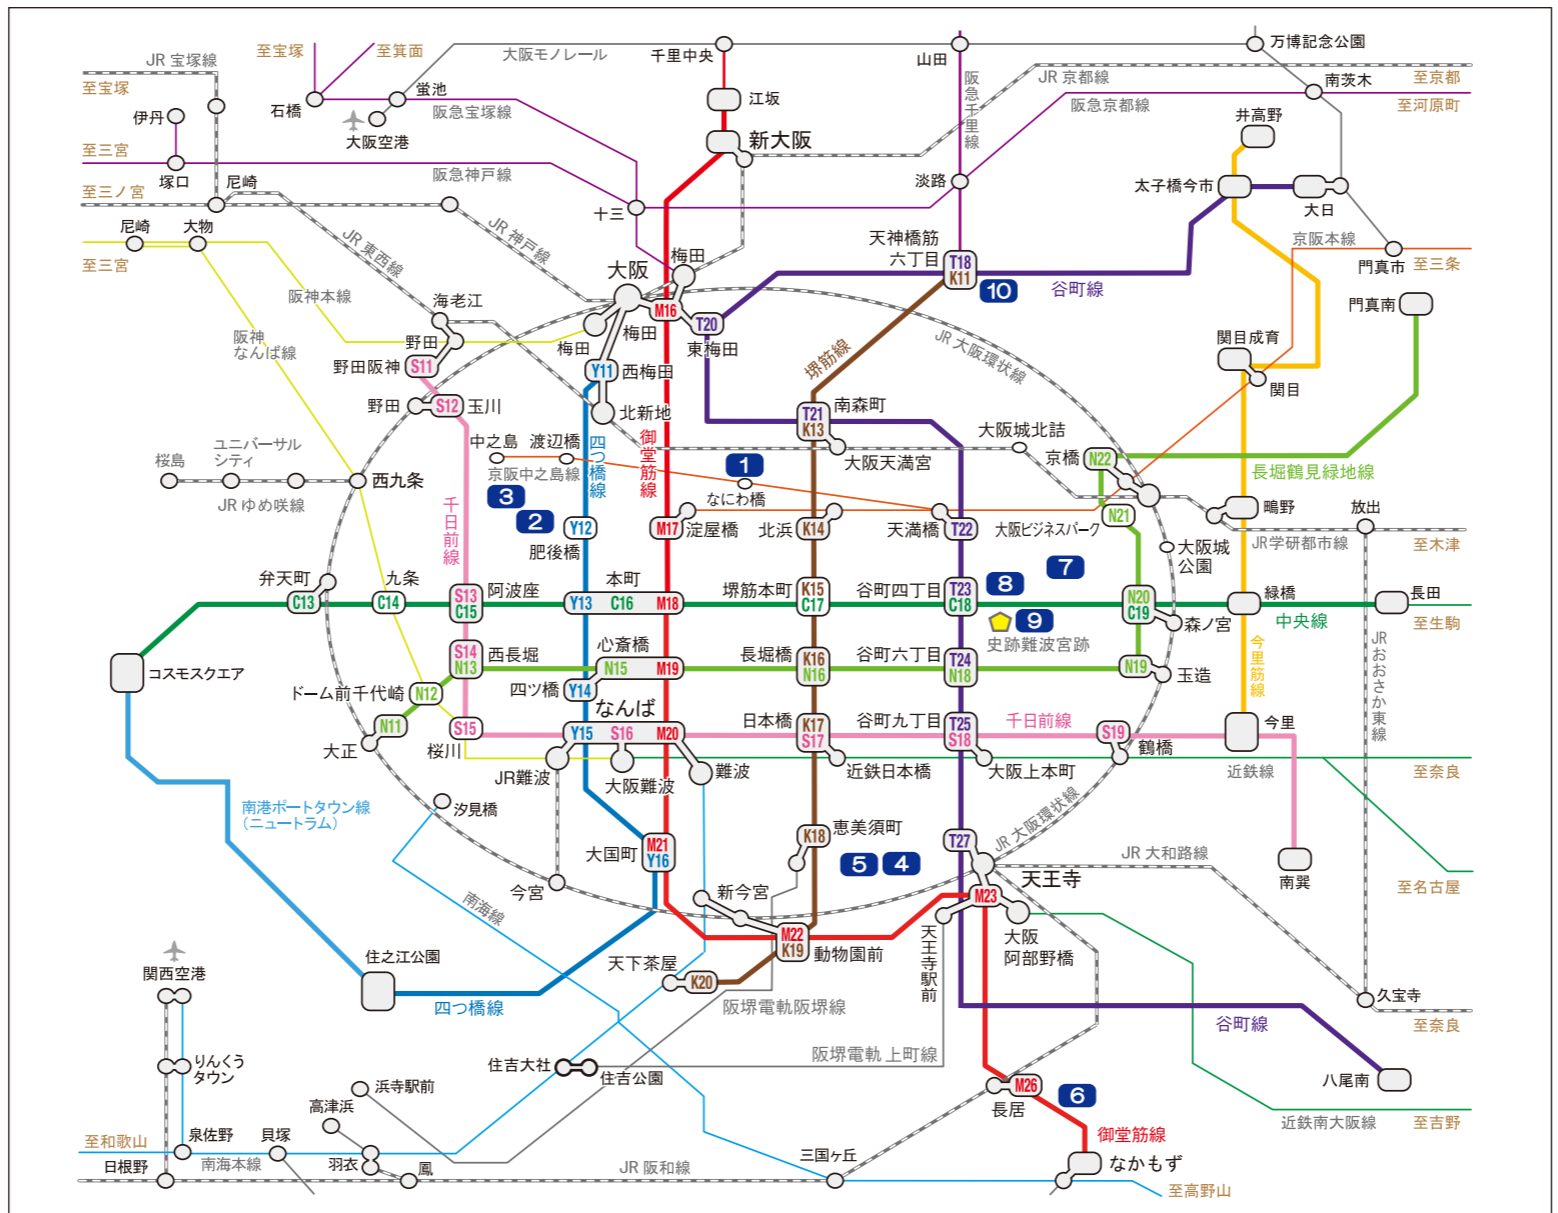 JR 宝塚線
至宝塚
至宝塚
至箕面
大阪モノレール
千里中央
山田
万博記念公園
JR 京都線
至京都
南茨木
至河原町
阪急京都線
阪急千里線
石橋
蛍池
阪急宝塚線
大阪空港
江坂
新大阪
井高野
伊丹
至三宮
塚口
阪急神戸線
至三ノ宮
尼崎
十三
淡路
太子橋今市
大日
尼崎
大物
至三宮
JR 東西線
JR 神戸線
阪神本線
阪神
なんば線
梅田
大阪
天神橋筋
六丁目
T18
K11
10
谷町線
京阪本線
門真市
至三条
門真南
海老江
野田
野田阪神
S11
梅田
梅田
M16
T20
東梅田
堺筋線
JR 大阪環状線
関目成育
関目
Y11
西梅田
野田
S12
玉川
北新地
T21
K13
南森町
大阪天満宮
大阪城北詰
京橋
N22
長堀鶴見緑地線
ユニバーサル
シティ
桜島
JR ゆめ咲線
西九条
中之島
渡辺橋
京阪中之島線
四つ橋線
御堂筋線
千日前線
1
なにわ橋
3
2
Y12
肥後橋
M17
淀屋橋
北浜
K14
天満橋
T22
大阪ビジネスパーク
N21
鴫野
放出
JR学研都市線
至木津
大阪城
公園
弁天町
C13
九条
C14
S13
C15
阿波座
本町
Y13
C16
M18
堺筋本町
K15
C17
谷町四丁目
T23
C18
8
7
N20
C19
森ノ宮
緑橋
中央線
長田
至生駒
9
史跡難波宮跡
コスモスクエア
S14
N13
西長堀
心斎橋
N15
M19
四ツ橋
Y14
長堀橋
K16
N16
谷町六丁目
T24
N18
N19
玉造
今里筋線
JRおおさか東線
ドーム前千代崎
N12
N11
大正
S15
桜川
なんば
Y15
S16
M20
日本橋
K17
S17
谷町九丁目
T25
S18
千日前線
S19
鶴橋
今里
近鉄線
至奈良
JR難波
大阪難波
難波
近鉄日本橋
大阪上本町
南港ポートタウン線
（ニュートラム）
汐見橋
大国町
M21
Y16
K18
恵美須町
5
4
T27
JR 大阪環状線
JR 大和路線
天王寺
南巽
至名古屋
今宮
南海線
新今宮
M22
K19
動物園前
M23
天王寺駅前
大阪
阿部野橋
関西空港
住之江公園
四つ橋線
天下茶屋
K20
阪堺電軌阪堺線
谷町線
久宝寺
至奈良
りんくう
タウン
住吉大社
住吉公園
阪堺電軌 上町線
八尾南
浜寺駅前
高津浜
長居
M26
6
御堂筋線
近鉄南大阪線
至吉野
至和歌山
泉佐野
南海本線
貝塚
羽衣
日根野
鳳
JR 阪和線
三国ヶ丘
なかもず
至高野山